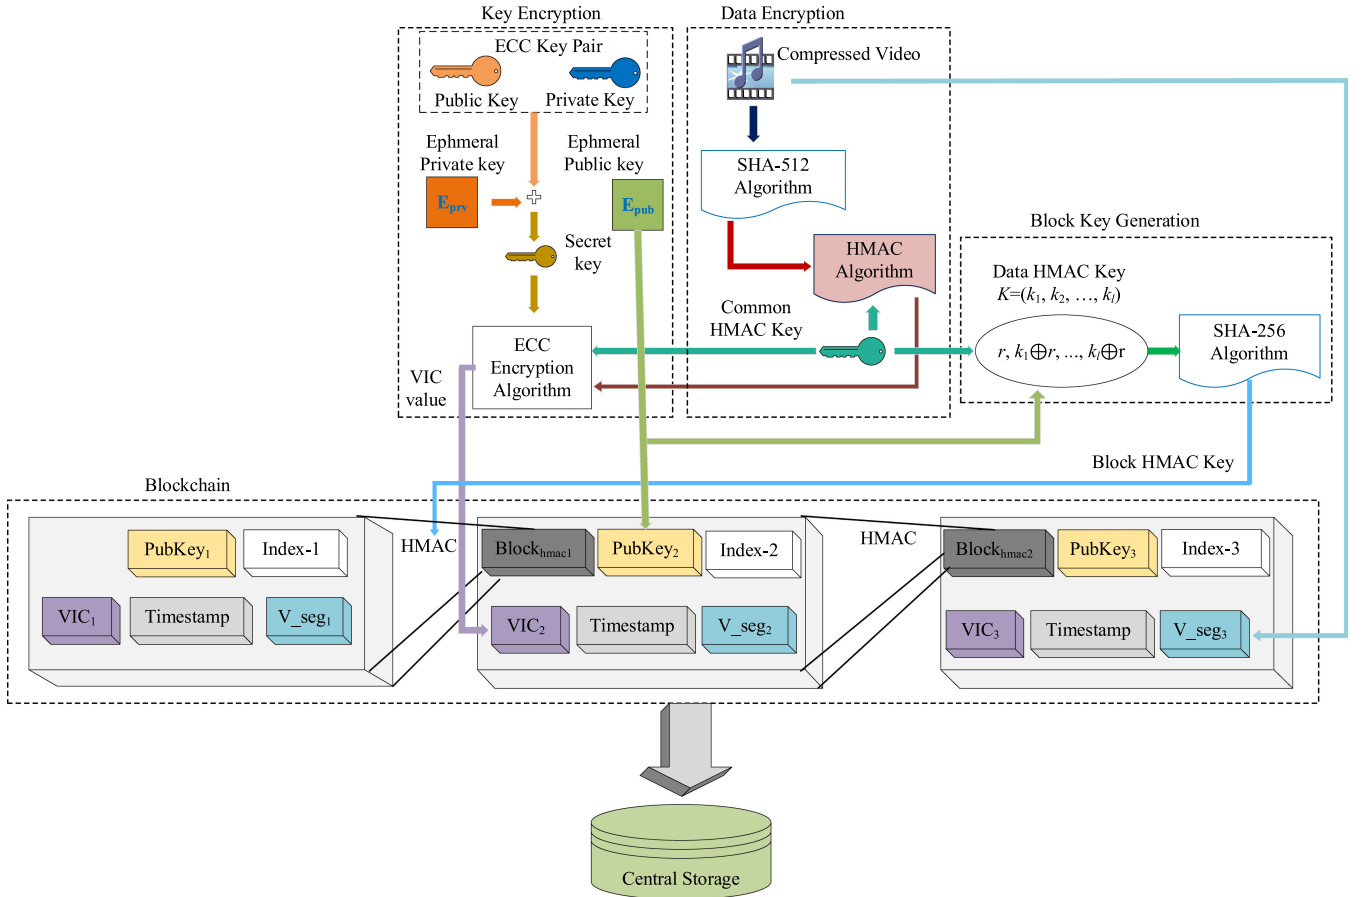 Key Encryption
Data Encryption
ECC Key Pair
Public Key
Private Key
Compressed Video
Ephmeral
Private key
Ephmeral
Public key
SHA-512
Algorithm
Eprv
Epub
Secret
key
HMAC
Algorithm
Block Key Generation
Data HMAC Key
K=(k1, k2, …, kl)
Common
HMAC Key
r, k1⊕r, ..., kl⊕r
SHA-256
Algorithm
ECC
Encryption
Algorithm
VIC
value
Block HMAC Key
Blockchain
PubKey1
Index-1
HMAC
Blockhmac1
PubKey2
Index-2
HMAC
Blockhmac2
PubKey3
Index-3
VIC1
Timestamp
V_seg1
VIC2
Timestamp
V_seg2
VIC3
Timestamp
V_seg3
Central Storage